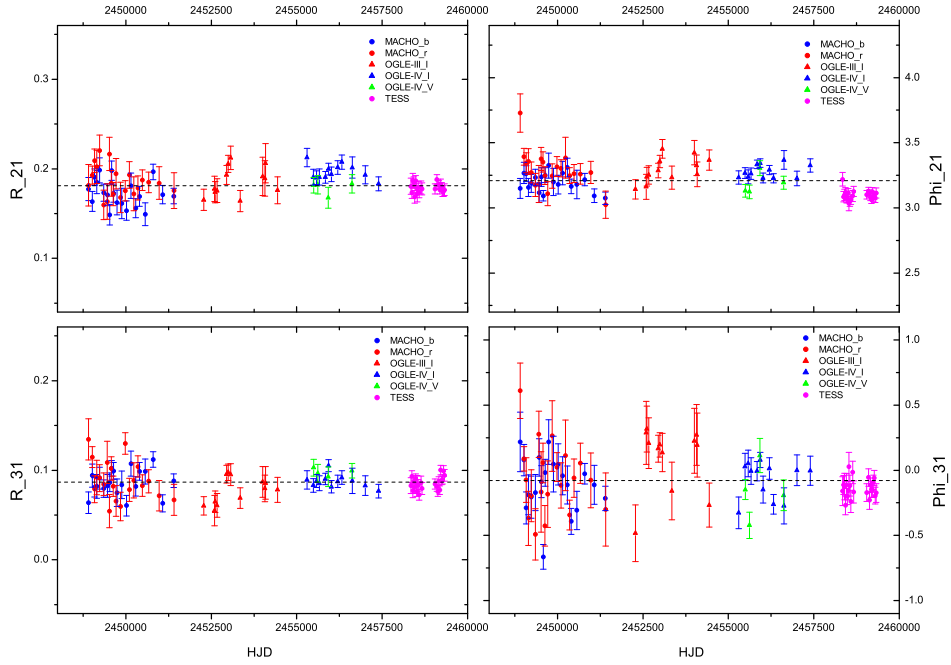 2450000 2452500 2455000 2457500 2460000
2450000 2452500 2455000 2457500 2460000
0.3
0.2
0.1
R_21
MACHO_b
MACHO_r
OGLE-III_I
OGLE-IV_I
OGLE-IV_V
TESS
MACHO_b
MACHO_r
OGLE-III_I
OGLE-IV_I
OGLE-IV_V
TESS
4.0
3.5
3.0
2.5
Phi_21
0.2
0.1
0.0
R_31
MACHO_b
MACHO_r
OGLE-III_I
OGLE-IV_I
OGLE-IV_V
TESS
MACHO_b
MACHO_r
OGLE-III_I
OGLE-IV_I
OGLE-IV_V
TESS
1.0
0.5
0.0
-0.5
-1.0
Phi_31
2450000 2452500 2455000 2457500 2460000
2450000 2452500 2455000 2457500 2460000
HJD
HJD